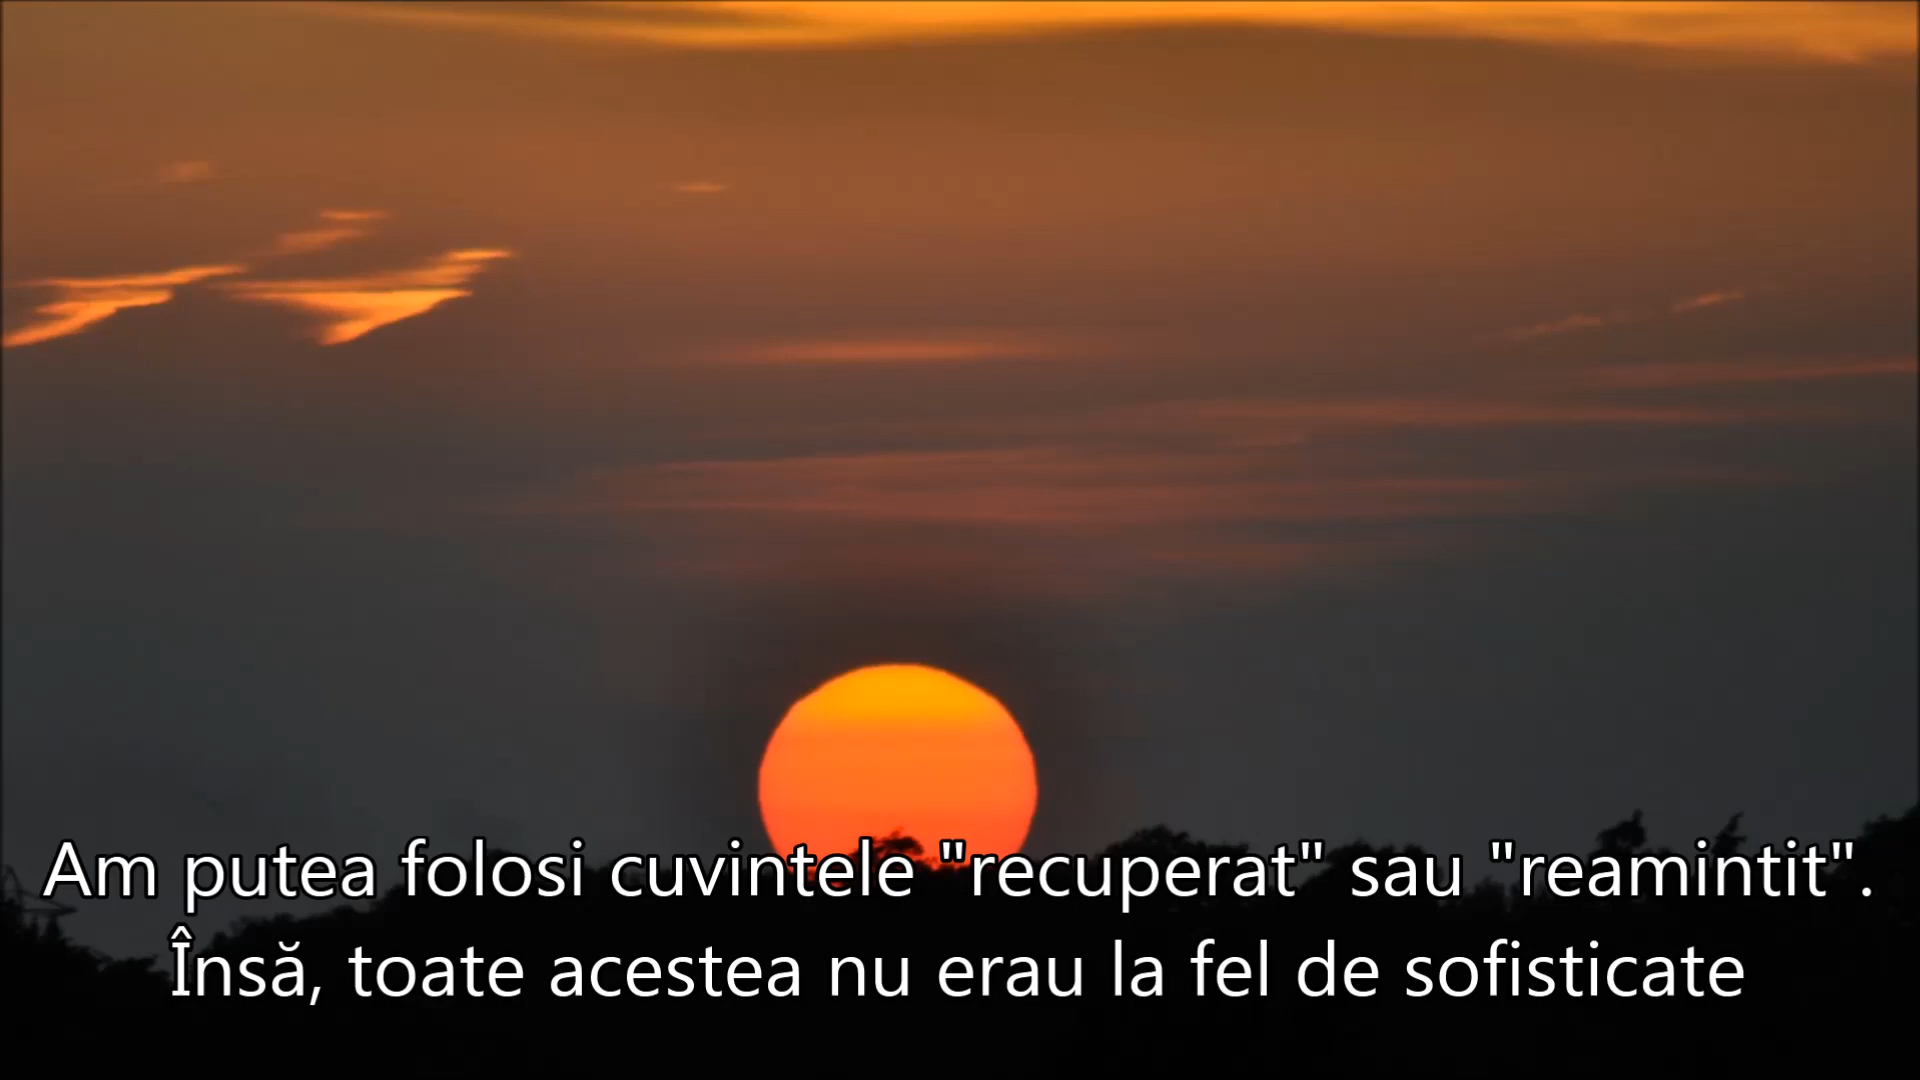 Am putea folosi cuvintele "recuperat" sau "reamintit".
Însă, toate acestea nu erau la fel de sofisticate